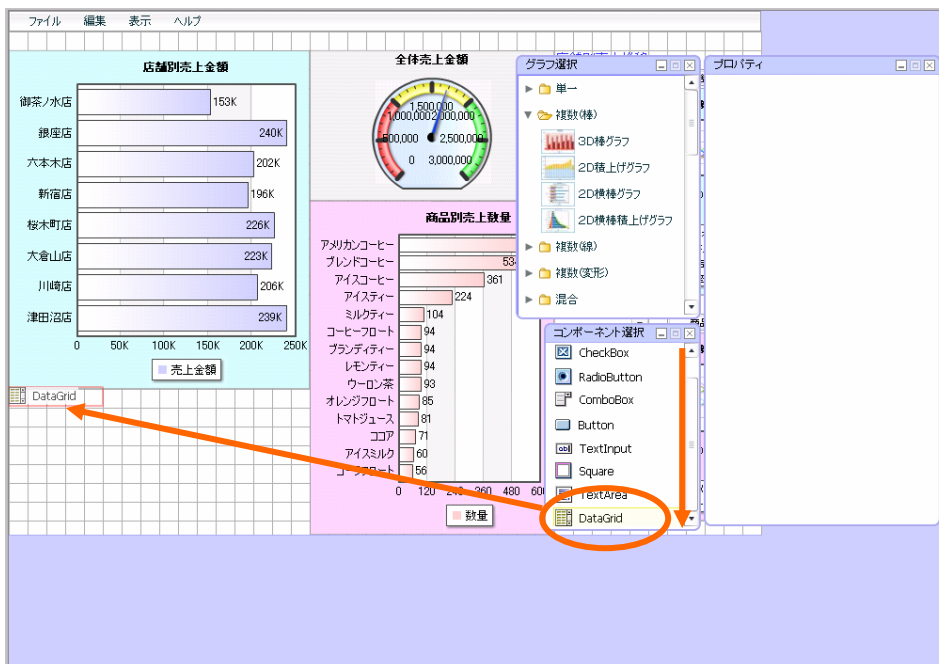 ファイル 編集 表示 ヘルプ
店舗別売上金額
御茶ノ水店
153K
銀座店
240K
六本木店
202K
新宿店
196K
桜木町店
226K
大倉山店
223K
川崎店
206K
津田沼店
239K
0 50K 100K 150K 200K 250K
売上金額
DataGrid
全体売上金額
0
500,000
1,000,000
1,500,000
2,000,000
2,500,000
3,000,000
商品別売上数量
アメリカンコーヒー
ブレンドコーヒー
アイスコーヒー
361
アイスティー
224
ミルクティー
104
コーヒーフロート
94
ブランディティー
94
レモンティー
94
ウーロン茶
93
オレンジフロート
85
トマトジュース
81
ココア
71
アイスミルク
60
56
0 120 240 360 480
数量
グラフ選択
単一
複数(棒)
3D棒グラフ
2D積上げグラフ
2D横棒グラフ
2D横棒積上げグラフ
複数(線)
複数(変形)
混合
コンポーネント選択
CheckBox
RadioButton
ComboBox
Button
TextInput
Square
TextArea
DataGrid
プロパティ